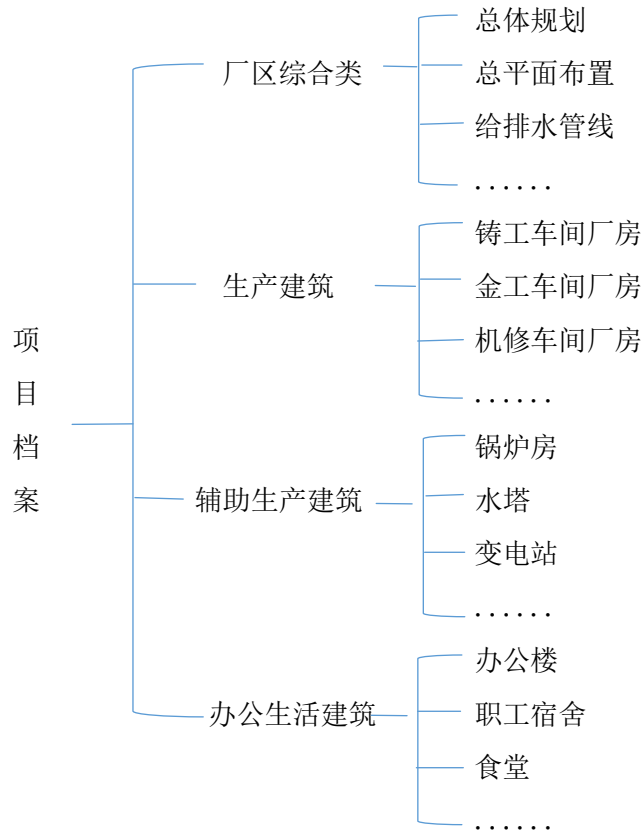 项目档案
厂区综合类
总体规划
总平面布置
给排水管线
......
生产建筑
铸工车间厂房
金工车间厂房
机修车间厂房
......
辅助生产建筑
锅炉房
水塔
变电站
......
办公生活建筑
办公楼
职工宿舍
食堂
......